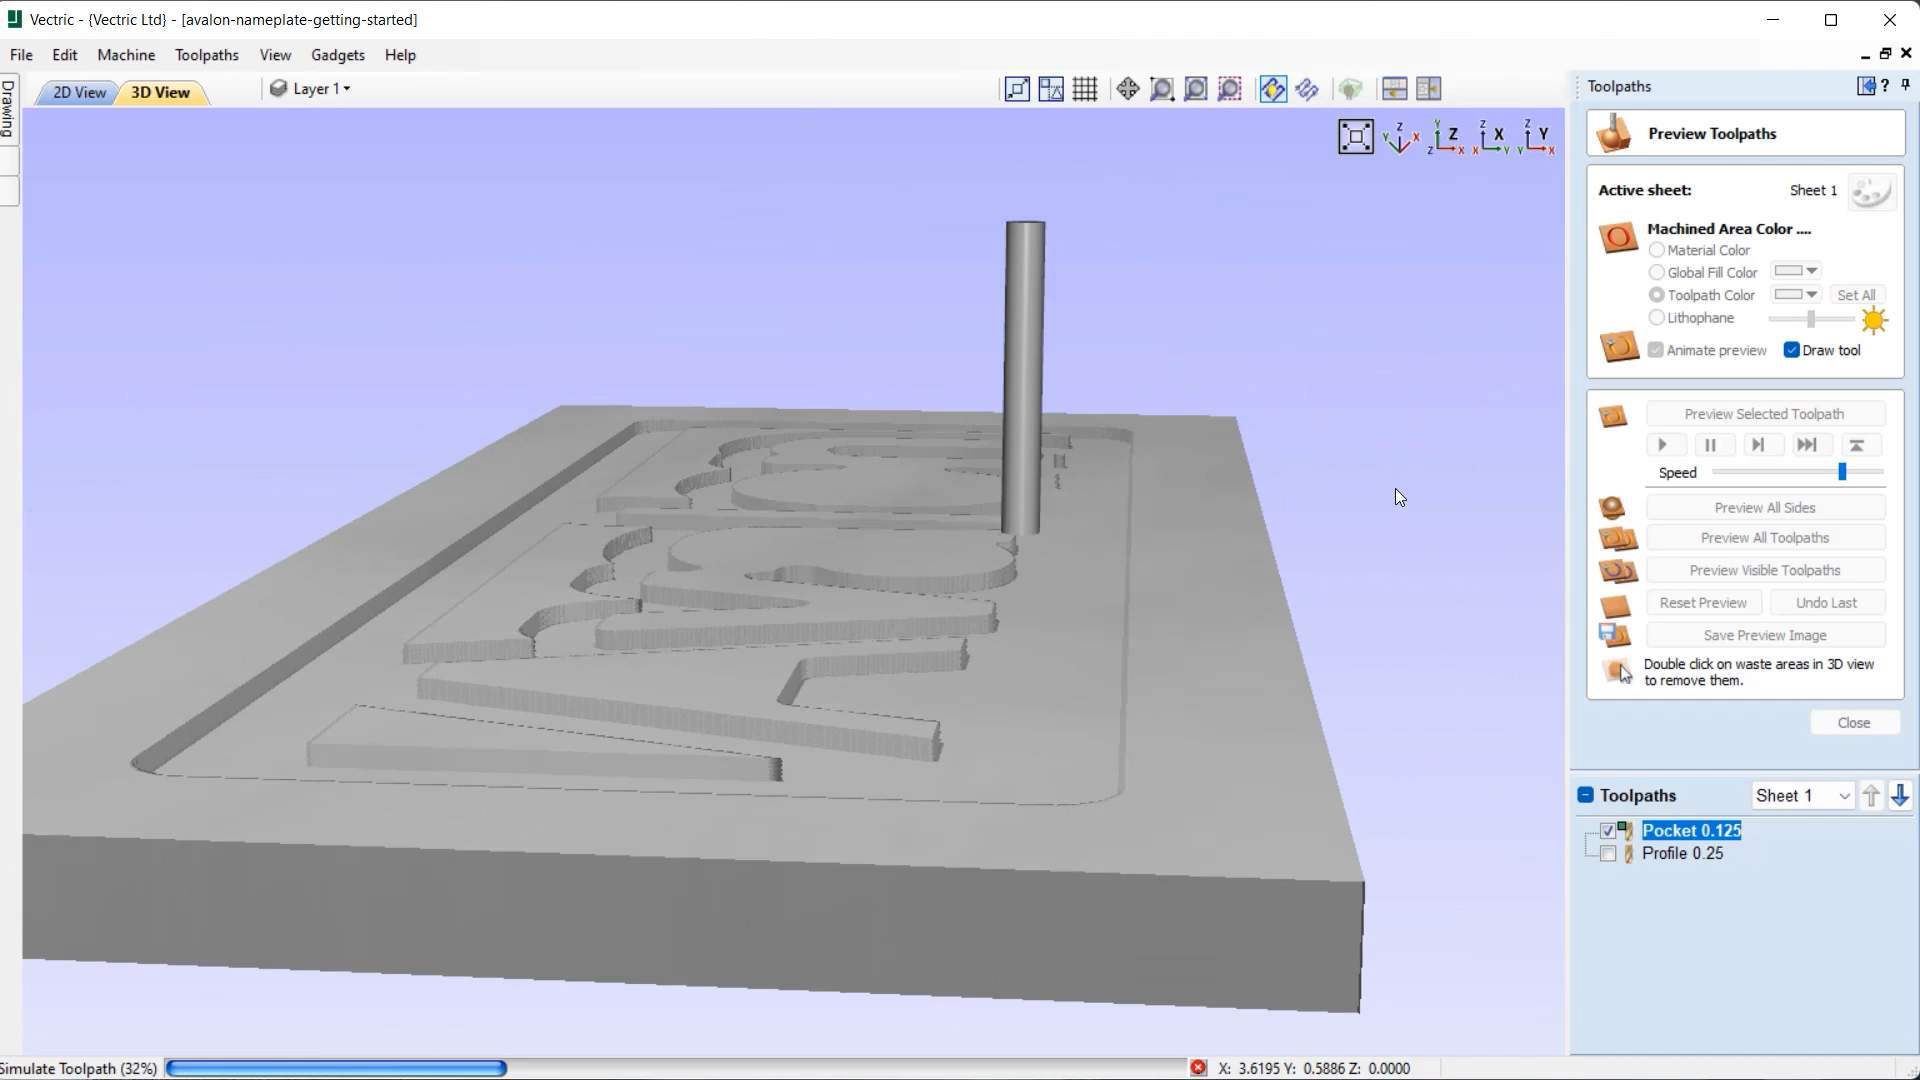 Vectric - {Vectric Ltd} - [avalon-nameplate-getting-started]
File Edit Machine Toolpaths View Gadgets Help
Drawing
2D View 3D View Layer 1
Toolpaths ?
Z Y X
Y Z Z X
Z X X Y
Z Y Y X
Preview Toolpaths
Active sheet: Sheet 1
Machined Area Color ....
Material Color
Global Fill Color
Toolpath Color Set All
Lithophane
Animate preview Draw tool
Preview Selected Toolpath
Speed
Preview All Sides
Preview All Toolpaths
Preview Visible Toolpaths
Reset Preview Undo Last
Save Preview Image
Double click on waste areas in 3D view
to remove them.
Close
Toolpaths Sheet 1
Pocket 0.125
Profile 0.25
Simulate Toolpath (32%) X: 3.6195 Y: 0.5886 Z: 0.0000